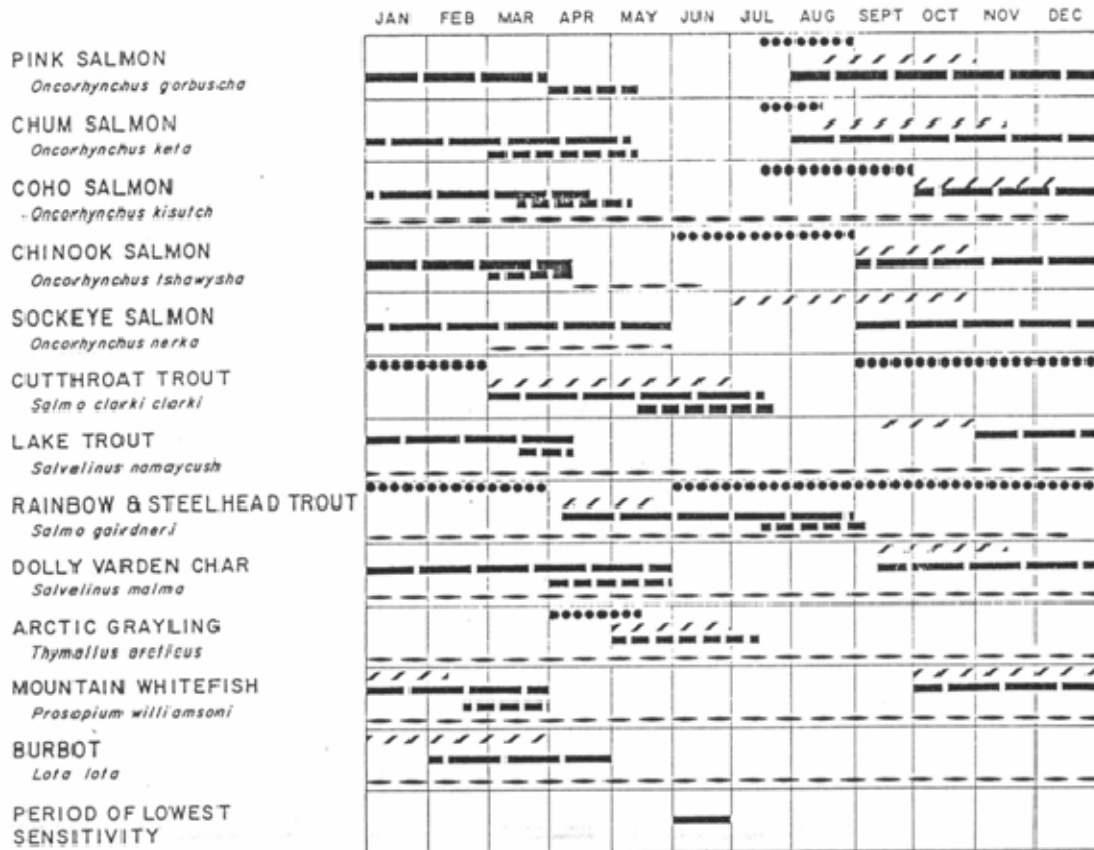 JAN FEB MAR APR MAY JUN JUL AUG SEPT OCT NOV DEC
PINK SALMON
Oncorhynchus gorbuscha
CHUM SALMON
Oncorhynchus keta
COHO SALMON
Oncorhynchus kisutch
CHINOOK SALMON
Oncorhynchus tshawysha
SOCKEYE SALMON
Oncorhynchus nerka
CUTTHROAT TROUT
Salmo clarki clarki
LAKE TROUT
Salvelinus namaycush
RAINBOW & STEELHEAD TROUT
Salmo gairdneri
DOLLY VARDEN CHAR
Salvelinus malma
ARCTIC GRAYLING
Thymallus arcticus
MOUNTAIN WHITEFISH
Prosopium williamsoni
BURBOT
Lota lota
PERIOD OF LOWEST
SENSITIVITY